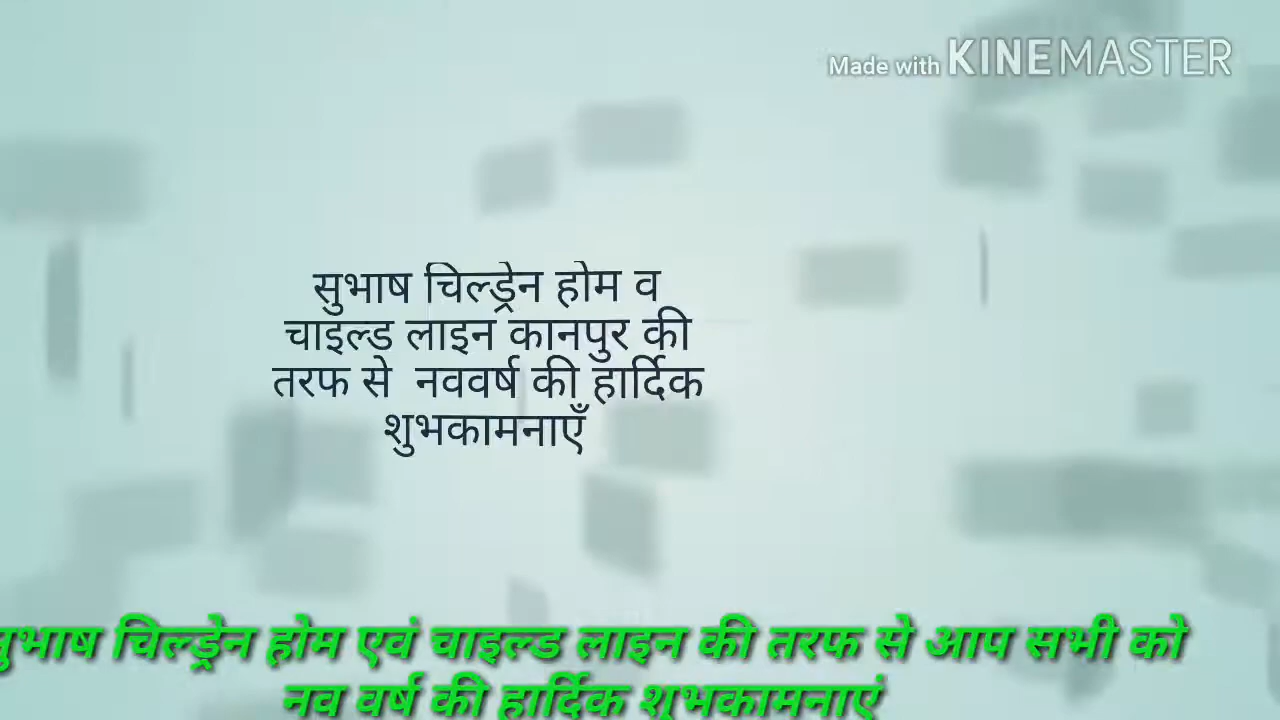 Made with KINEMASTER
सुभाष चिल्ड्रेन होम व
चाइल्ड लाइन कानपुर की
तरफ से नववर्ष की हार्दिक
शुभकामनाएँ
सुभाष चिल्ड्रेन होम एवं चाइल्ड लाइन की तरफ से आप सभी को
नव वर्ष की हार्दिक शुभकामनाएं